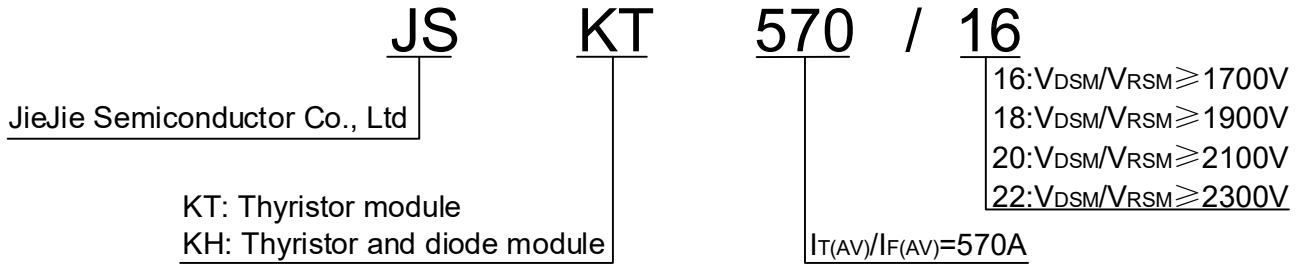 JS KT 570 / 16
16:VDSM/VRSM≥1700V
JieJie Semiconductor Co., Ltd
18:VDSM/VRSM≥1900V
20:VDSM/VRSM≥2100V
22:VDSM/VRSM≥2300V
KT: Thyristor module
KH: Thyristor and diode module
IT(AV)/IF(AV)=570A